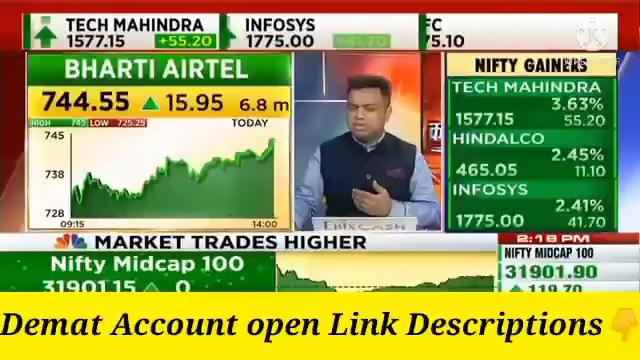 TECH MAHINDRA
1577.15 +55.20
INFOSYS
1775.00 +41.70
FC
75.10
BHARTI AIRTEL
744.55 15.95 6.8 m
HIGH 745 LOW 725.25 TODAY
745
738
728
09:15 14:00
NIFTY GAINERS
TECH MAHINDRA
3.63%
1577.15 55.20
HINDALCO
2.45%
465.05 11.10
INFOSYS
2.41%
1775.00 41.70
MARKET TRADES HIGHER
2:19 PM
Nifty Midcap 100
31901.15 0
NIFTY MIDCAP 100
31901.90
119.70
Demat Account open Link Descriptions👇